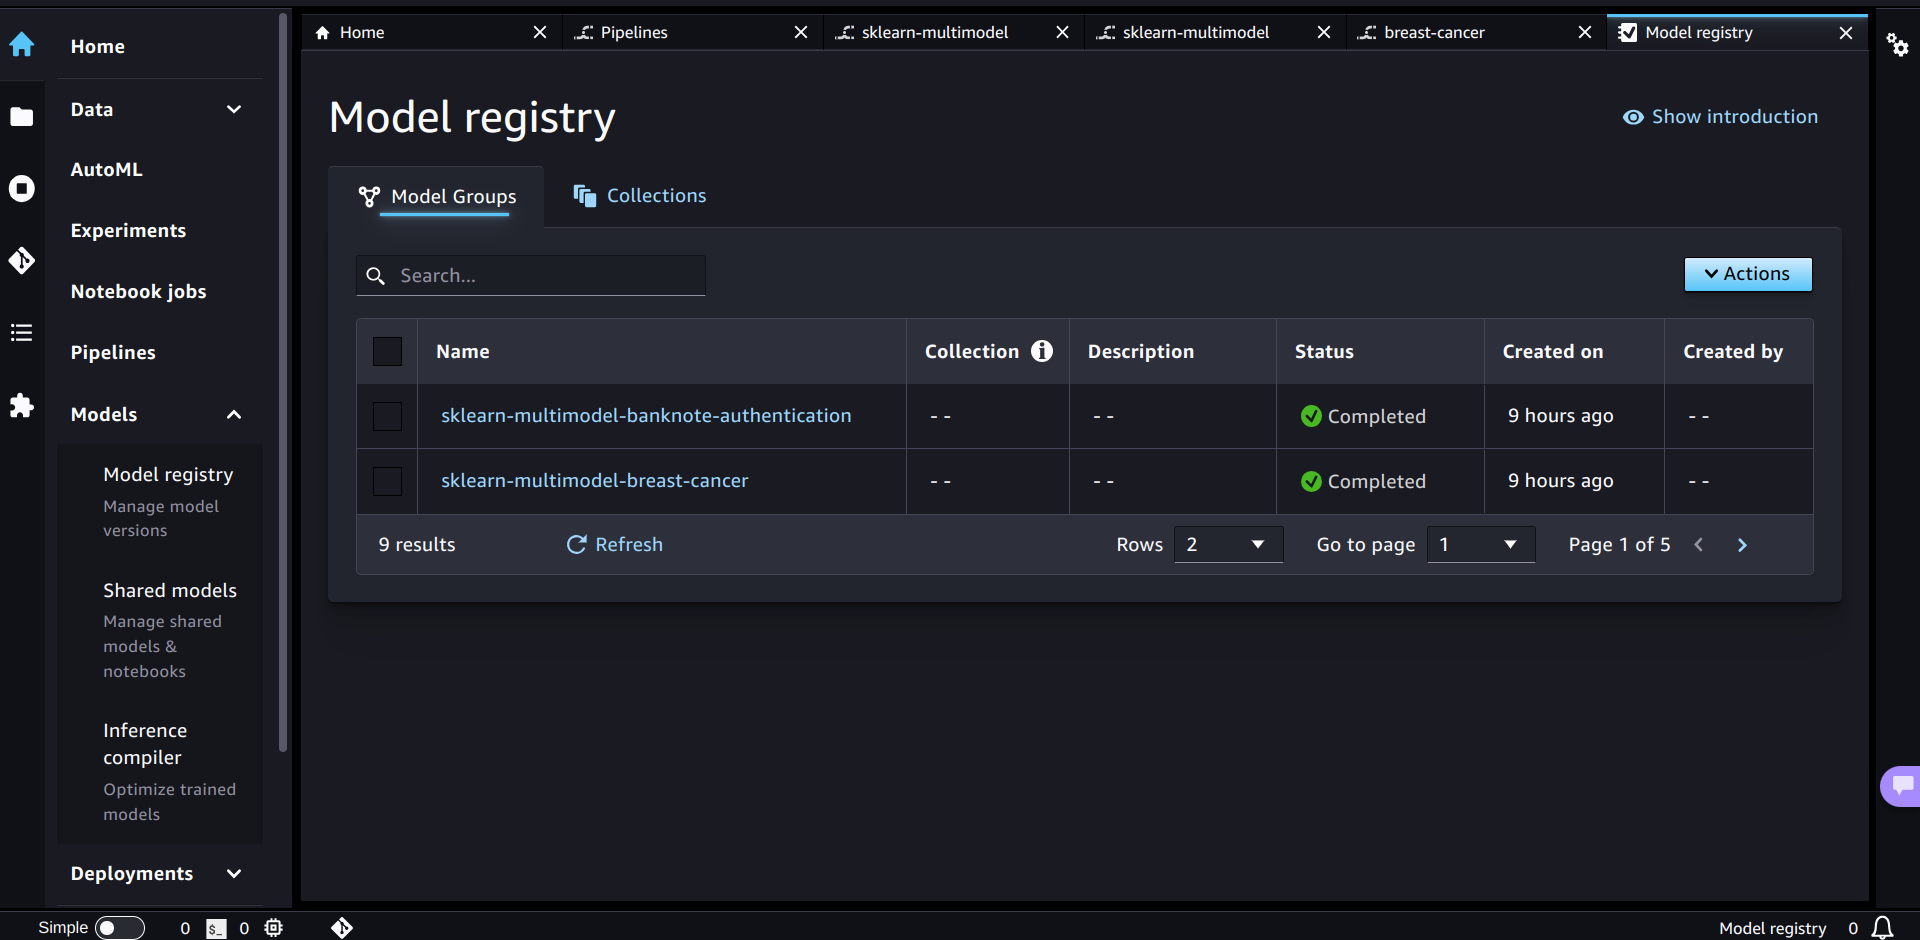 Home
Pipelines
sklearn-multimodel
sklearn-multimodel
breast-cancer
Model registry
Home
Data
AutoML
Experiments
Notebook jobs
Pipelines
Models
Model registry
Manage model
versions
Shared models
Manage shared
models &
notebooks
Inference
compiler
Optimize trained
models
Deployments
Model registry
Show introduction
Model Groups
Collections
Search...
Actions
Name Collection Description Status Created on Created by
sklearn-multimodel-banknote-authentication -- -- Completed 9 hours ago --
sklearn-multimodel-breast-cancer -- -- Completed 9 hours ago --
9 results Refresh Rows 2 Go to page 1 Page 1 of 5
Simple 0 $_ 0 Model registry 0